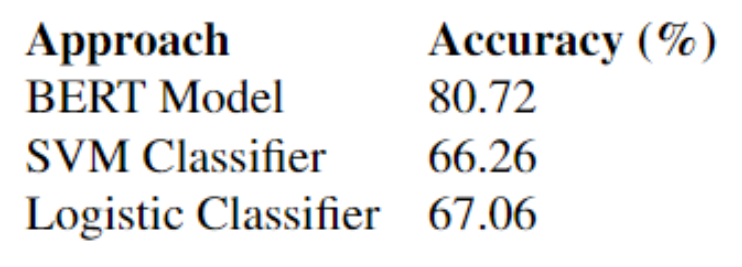 Approach Accuracy (%)
BERT Model 80.72
SVM Classifier 66.26
Logistic Classifier 67.06